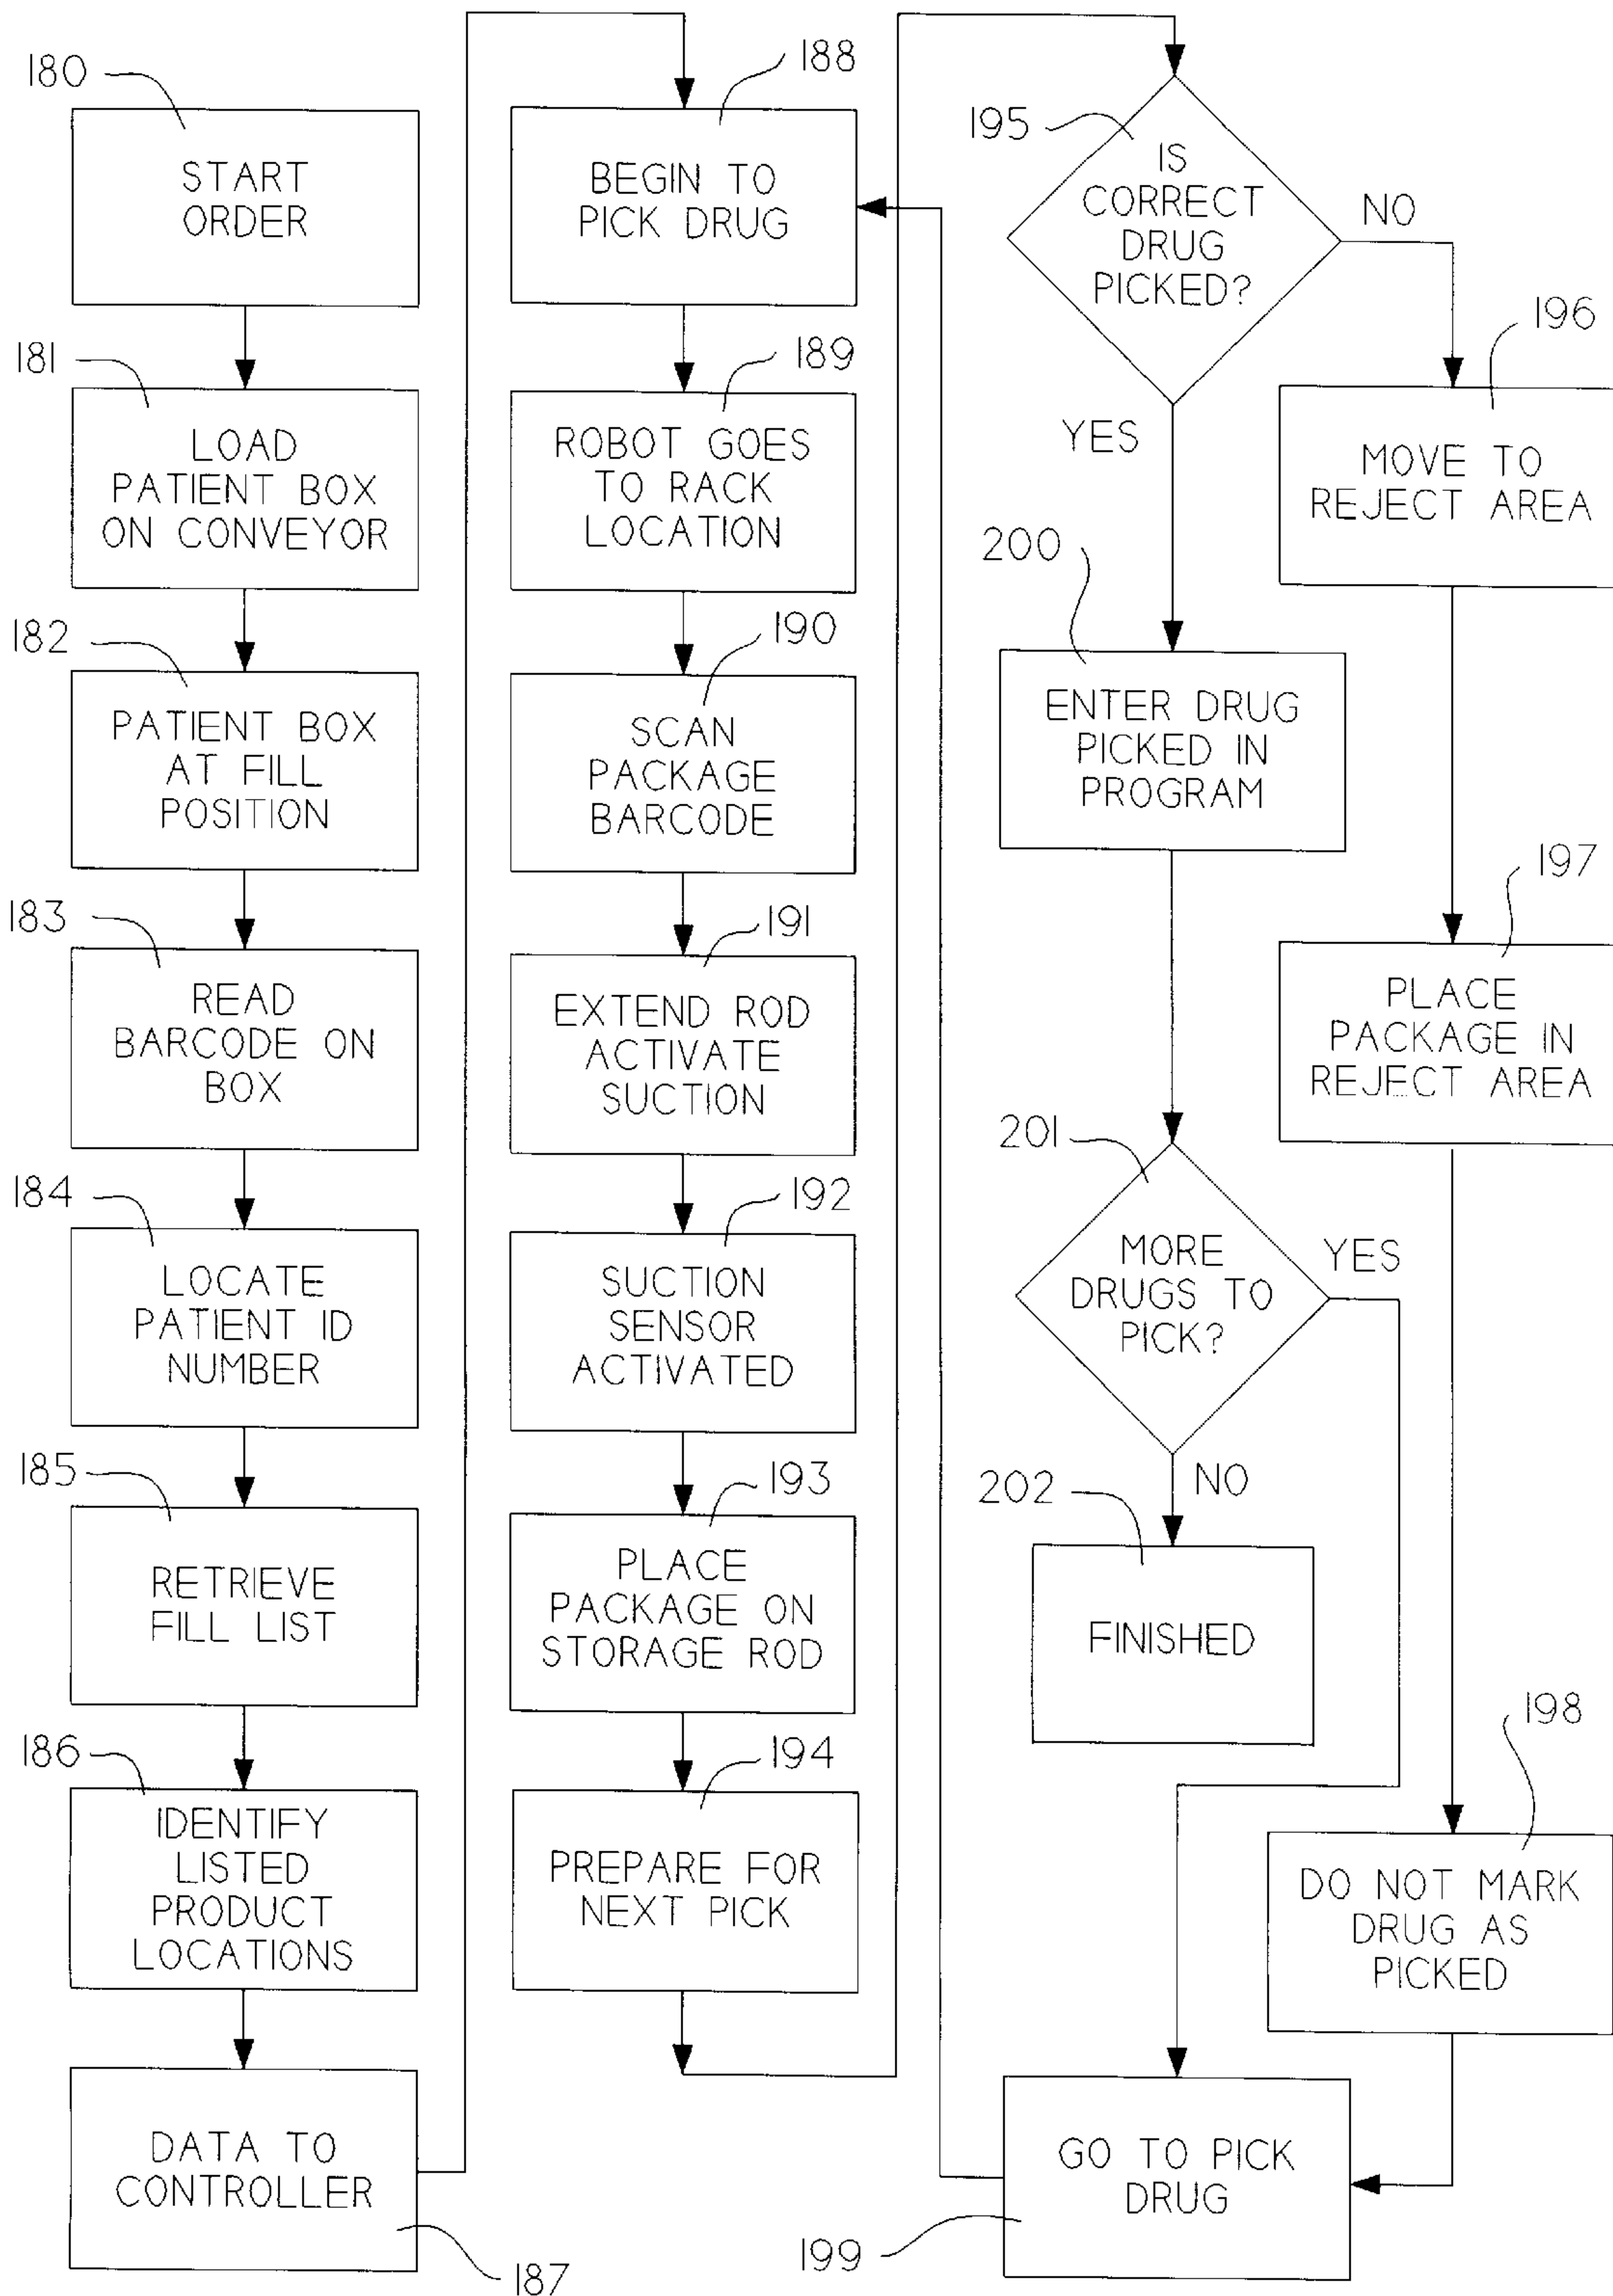 180
START
ORDER
181
LOAD
PATIENT BOX
ON CONVEYOR
182
PATIENT BOX
AT FILL
POSITION
183
READ
BARCODE ON
BOX
184
LOCATE
PATIENT ID
NUMBER
185
RETRIEVE
FILL LIST
186
IDENTIFY
LISTED
PRODUCT
LOCATIONS
DATA TO
CONTROLLER
187
188
BEGIN TO
PICK DRUG
189
ROBOT GOES
TO RACK
LOCATION
190
SCAN
PACKAGE
BARCODE
191
EXTEND ROD
ACTIVATE
SUCTION
192
SUCTION
SENSOR
ACTIVATED
193
PLACE
PACKAGE ON
STORAGE ROD
194
PREPARE FOR
NEXT PICK
195
IS
CORRECT
DRUG
PICKED?
NO
YES
196
MOVE TO
REJECT AREA
197
PLACE
PACKAGE IN
REJECT AREA
198
DO NOT MARK
DRUG AS
PICKED
200
ENTER DRUG
PICKED IN
PROGRAM
201
MORE
DRUGS TO
PICK?
YES
NO
202
FINISHED
GO TO PICK
DRUG
199